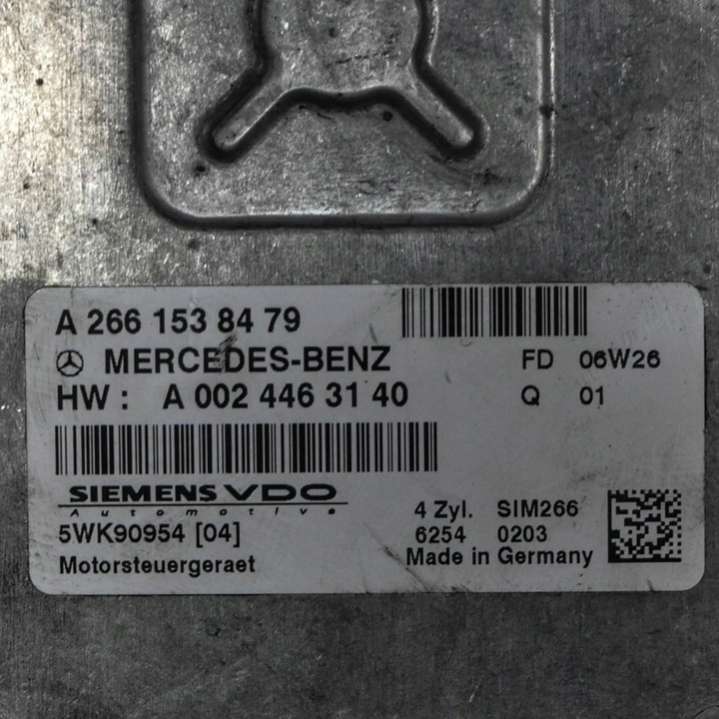 A 266 153 84 79
MERCEDES-BENZ FD 06W26
HW : A 002 446 31 40 Q 01
SIEMENS VDO
Automotive
4 Zyl. SIM266
5WK90954 [04] 6254 0203
Motorsteuergeraet Made in Germany